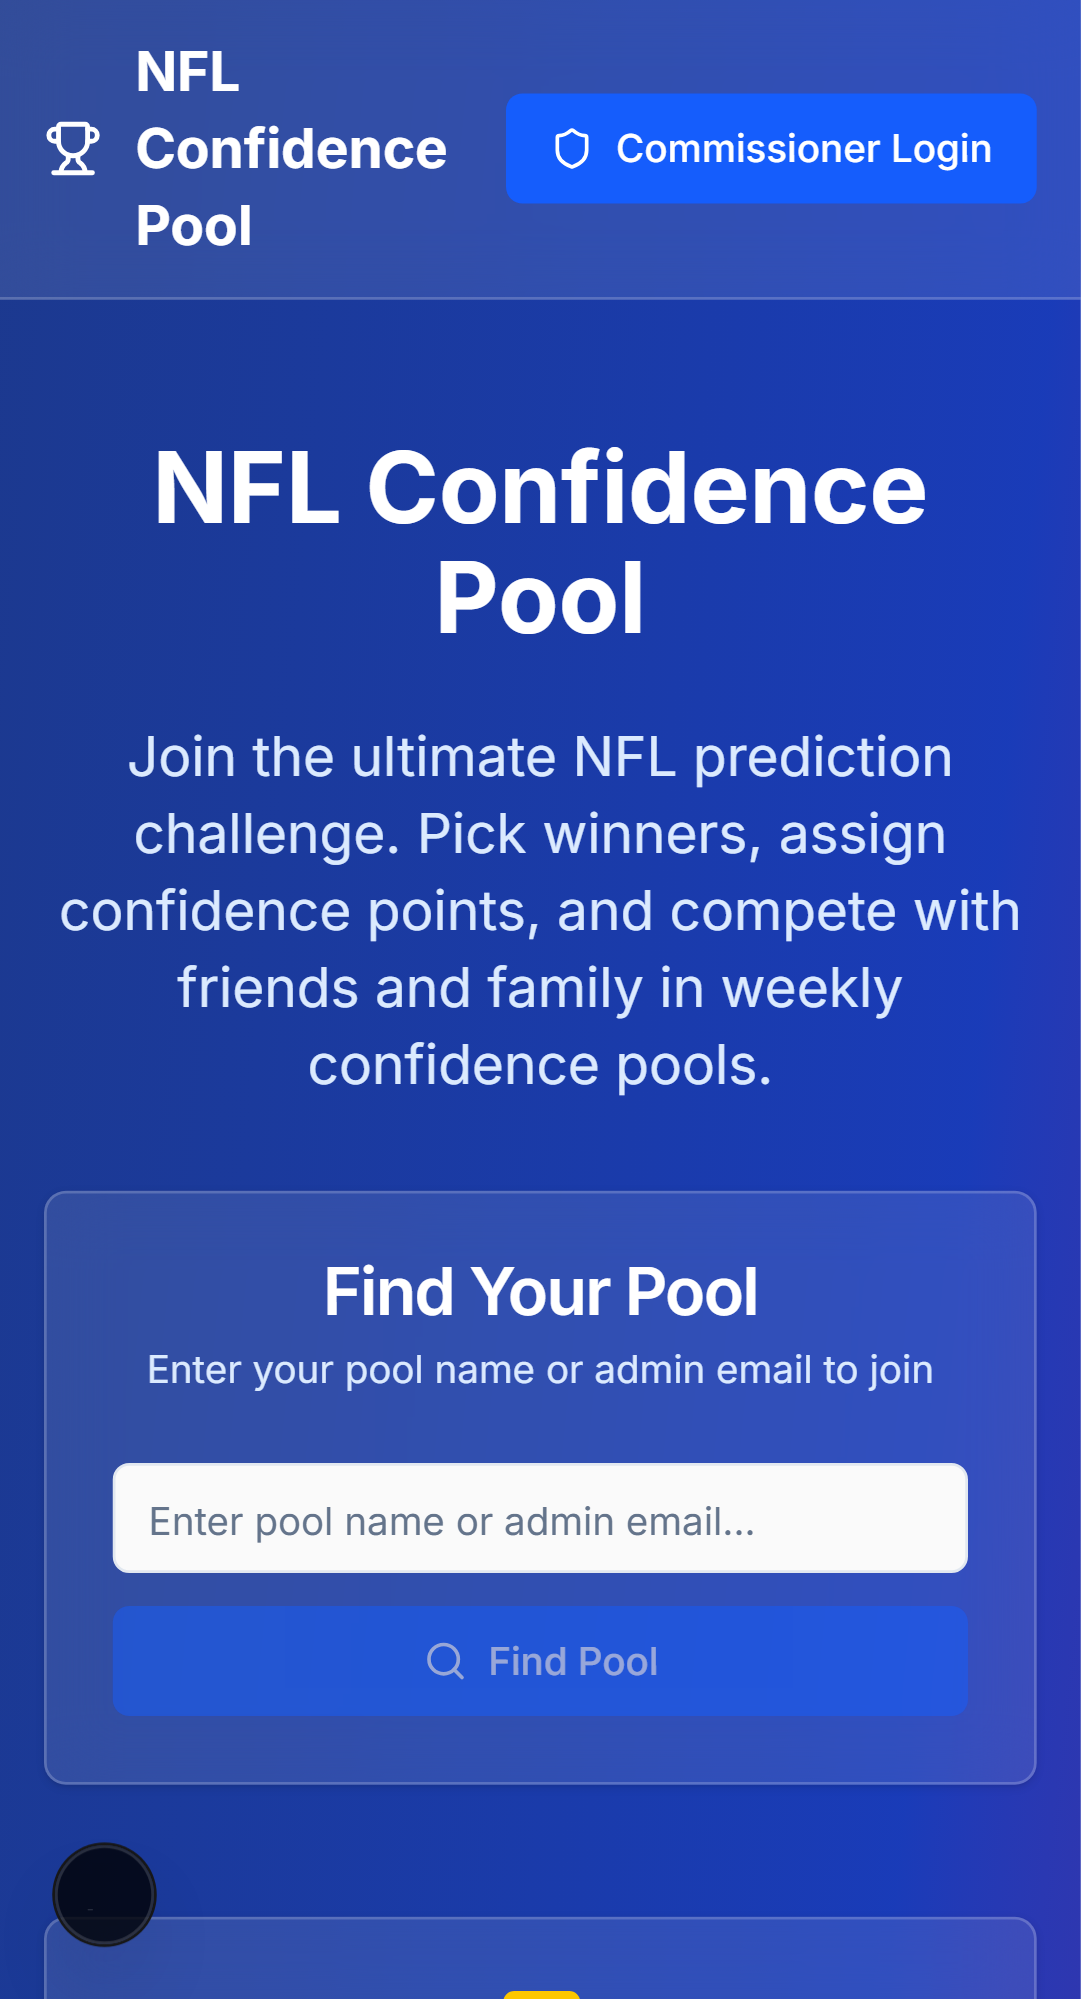 NFL
Confidence
Pool
Commissioner Login
NFL Confidence
Pool
Join the ultimate NFL prediction
challenge. Pick winners, assign
confidence points, and compete with
friends and family in weekly
confidence pools.
Find Your Pool
Enter your pool name or admin email to join
Enter pool name or admin email...
Find Pool